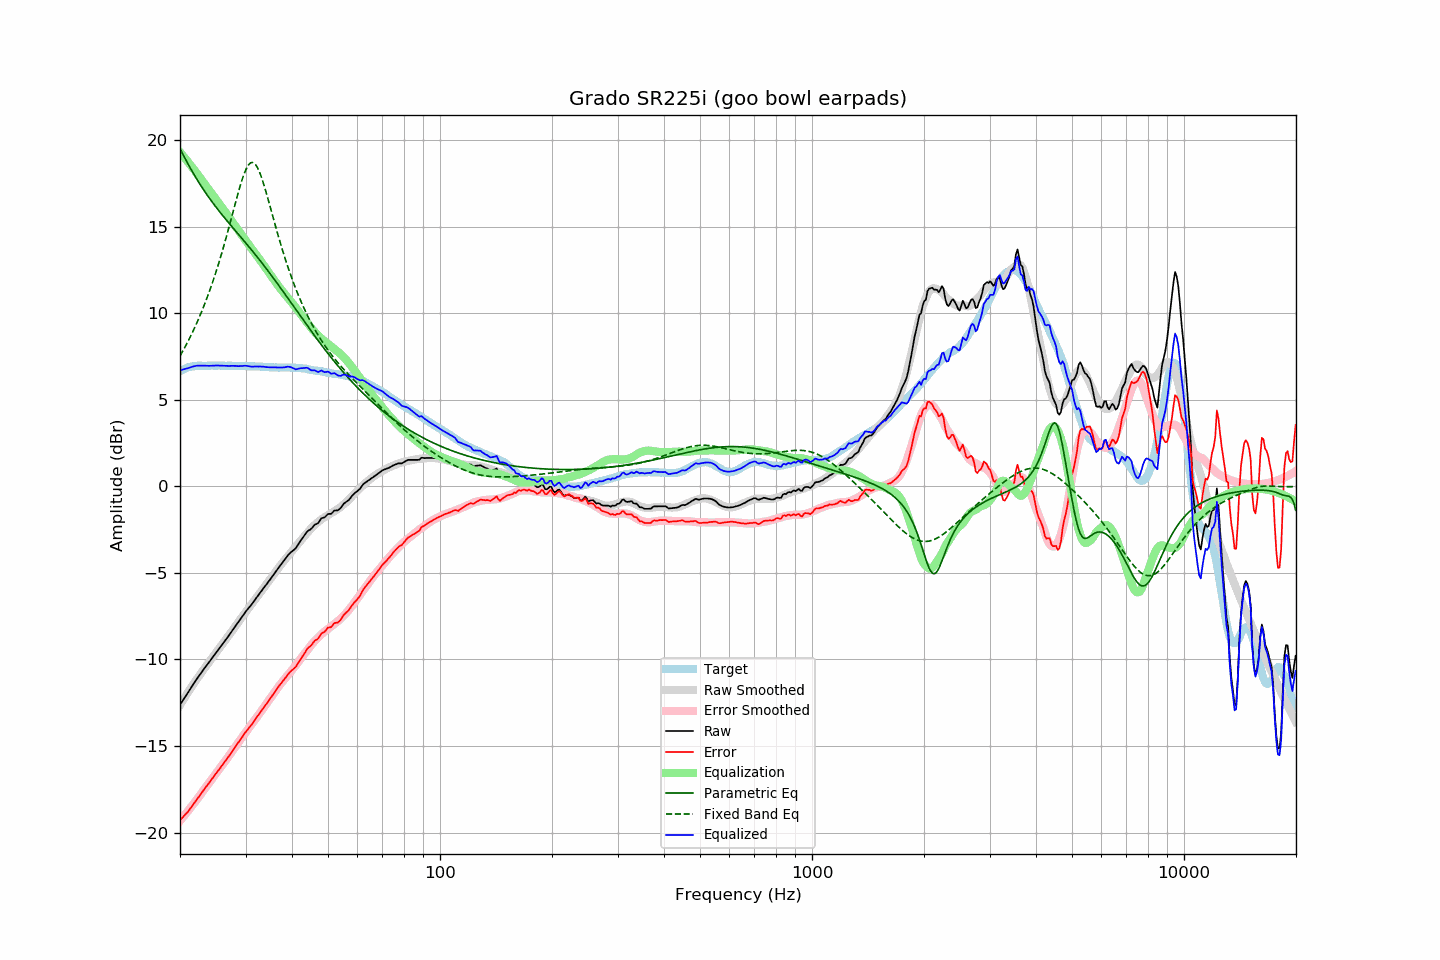 Grado SR225i (goo bowl earpads)
Amplitude (dBr)
20
15
10
5
0
−5
−10
−15
−20
Target
Raw Smoothed
Error Smoothed
Raw
Error
Equalization
Parametric Eq
Fixed Band Eq
Equalized
100
1000
10000
Frequency (Hz)